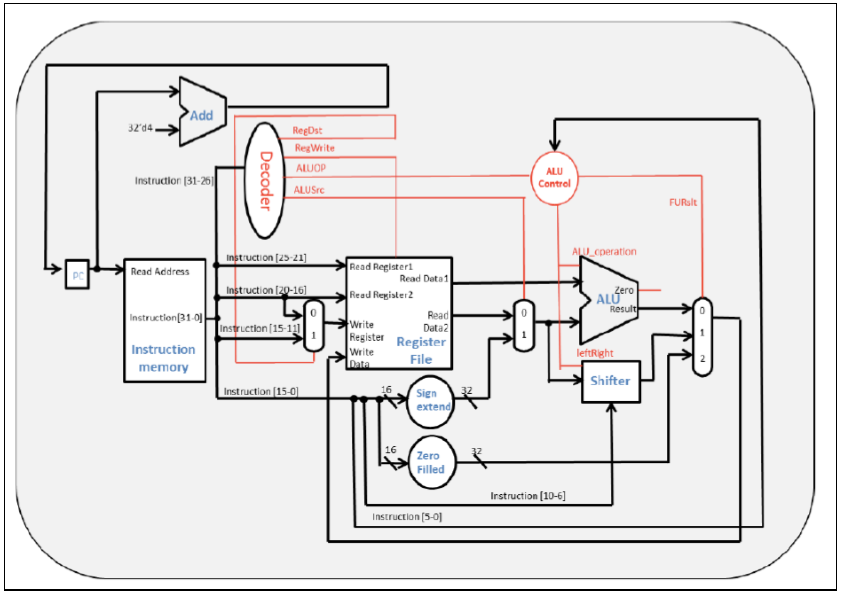 Add
32'd4
RegDst
RegWrite
ALUOP
ALUSrc
Decoder
Instruction [31-26]
ALU
Control
FURslt
PC
Read Address
Instruction[31-0]
Instruction
memory
Instruction [25-21]
Instruction [20-16]
Instruction [15-11]
Instruction [15-0]
0
1
Read Register1
Read Data1
Read Register2
Read
Data2
Write
Register
Write
Data
Register
File
0
1
ALU_operation
Zero
ALU
Result
leftRight
Shifter
0
1
2
16
Sign
extend
32
16
Zero
Filled
32
Instruction [10-6]
Instruction [5-0]